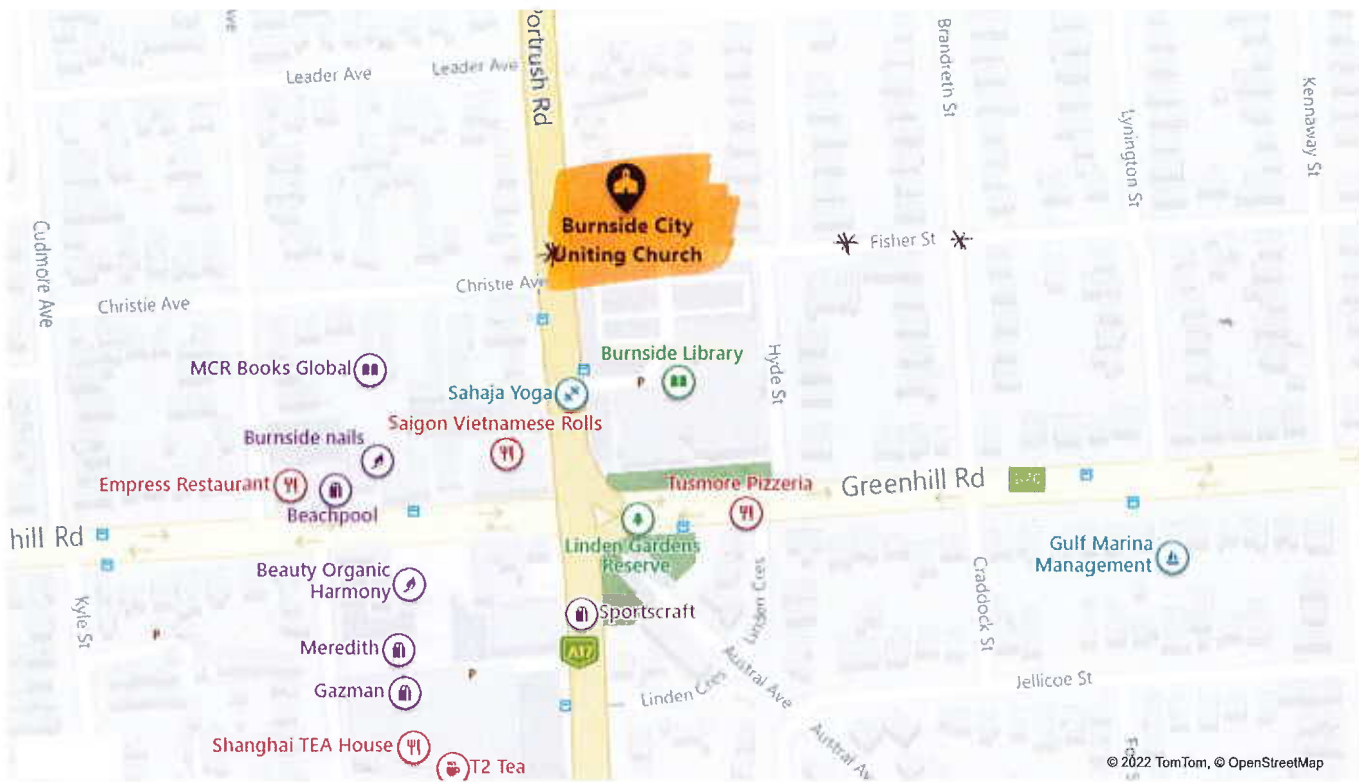 Ave
Portrush Rd
Leader Ave
Leader Ave
Brandreth St
Kennaway St
Lynington St
Burnside City
Uniting Church
Fisher St
Cudmore Ave
Christie Ave
Christie Ave
MCR Books Global
Burnside Library
P
Hyde St
Sahaja Yoga
Saigon Vietnamese Rolls
Burnside nails
Empress Restaurant
Beachpool
Tusmore Pizzeria
Greenhill Rd
hill Rd
Linden Gardens
Reserve
Gulf Marina
Management
Beauty Organic
Harmony
Kyle St
P
Sportscraft
Linden Cres
Craddock St
Meredith
A17
P
Gazman
Linden Cres
Austral Ave
Jellicoe St
Shanghai TEA House
T2 Tea
Austral Ave
© 2022 TomTom, © OpenStreetMap